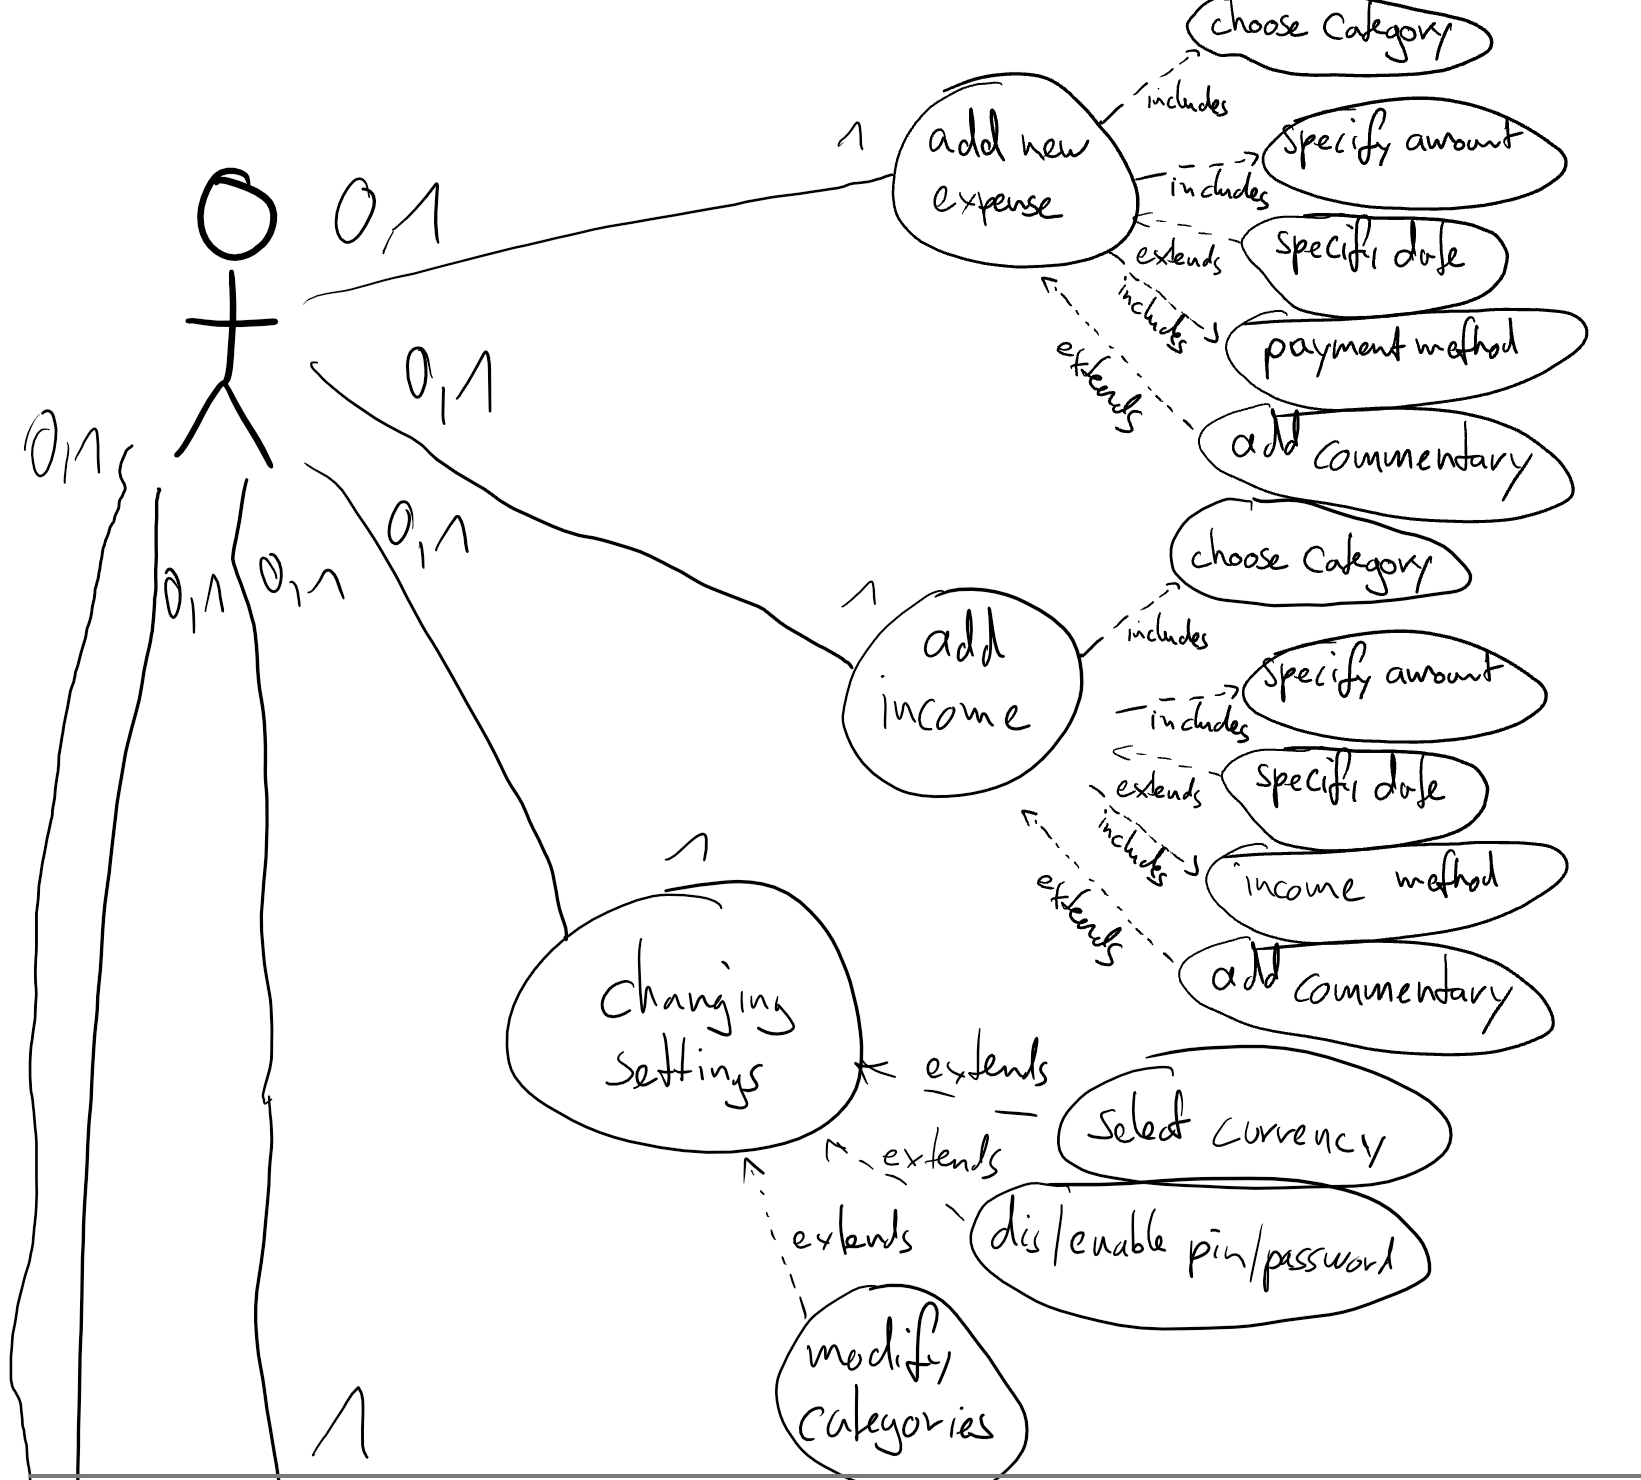 choose Category
includes
0,1
1
add new
expense
specify amount
includes
specify date
extends
includes
payment method
extends
add commentary
0,1
0,1
0,1
0,1
0,1
choose Category
includes
1
add
income
specify amount
includes
specify date
extends
includes
income method
extends
add commentary
1
Changing
settings
extends
select currency
extends
dis/enable pin/password
extends
modify
categories
1